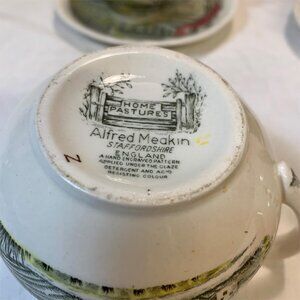 HOME
PASTURES
Alfred Meakin
STAFFORDSHIRE
ENGLAND
A HAND ENGRAVED PATTERN
APPLIED UNDER THE GLAZE
DETERGENT AND ACID
RESISTING COLOUR
N